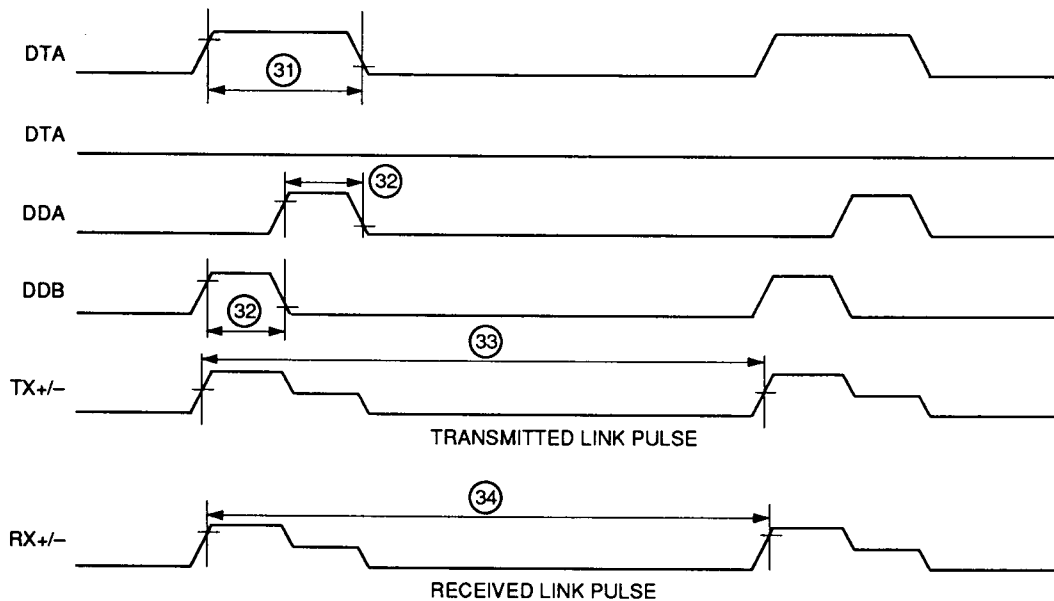 DTA
31
DTA
32
DDA
DDB
32
33
TX+/–
TRANSMITTED LINK PULSE
34
RX+/–
RECEIVED LINK PULSE